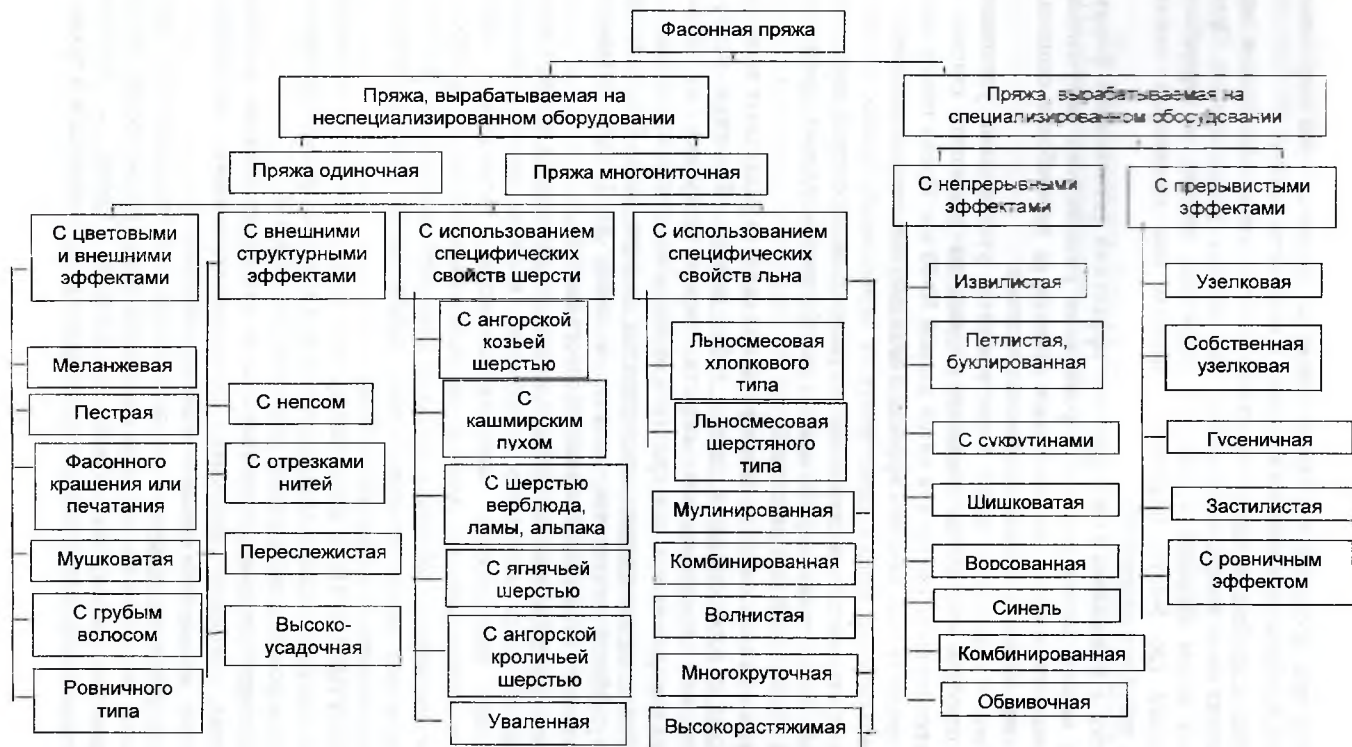 Фасонная пряжа
Пряжа, вырабатываемая на
неспециализированном оборудовании
Пряжа, вырабатываемая на
специализированном оборудовании
Пряжа одиночная
Пряжа многониточная
С непрерывными
эффектами
С прерывистыми
эффектами
С цветовыми
и внешними
эффектами
С внешними
структурными
эффектами
С использованием
специфических
свойств шерсти
С использованием
специфических
свойств льна
Меланжевая
Пестрая
Фасонного
крашения или
печатания
Мушковатая
С грубым
волосом
Ровничного
типа
С непсом
С отрезками
нитей
Переслежистая
Высоко-
усадочная
С ангорской
козьей
шерстью
С
кашмирским
пухом
С шерстью
верблюда,
ламы, альпака
С ягнячьей
шерстью
С ангорской
кроличьей
шерстью
Уваленная
Льносмесовая
хлопкового
типа
Льносмесовая
шерстяного
типа
Мулинированная
Комбинированная
Волнистая
Многокруточная
Высокорастяжимая
Извилистая
Петлистая,
буклированная
С сукрутинами
Шишковатая
Ворсованная
Синель
Комбинированная
Обвивочная
Узелковая
Собственная
узелковая
Гусеничная
Застилистая
С ровничным
эффектом